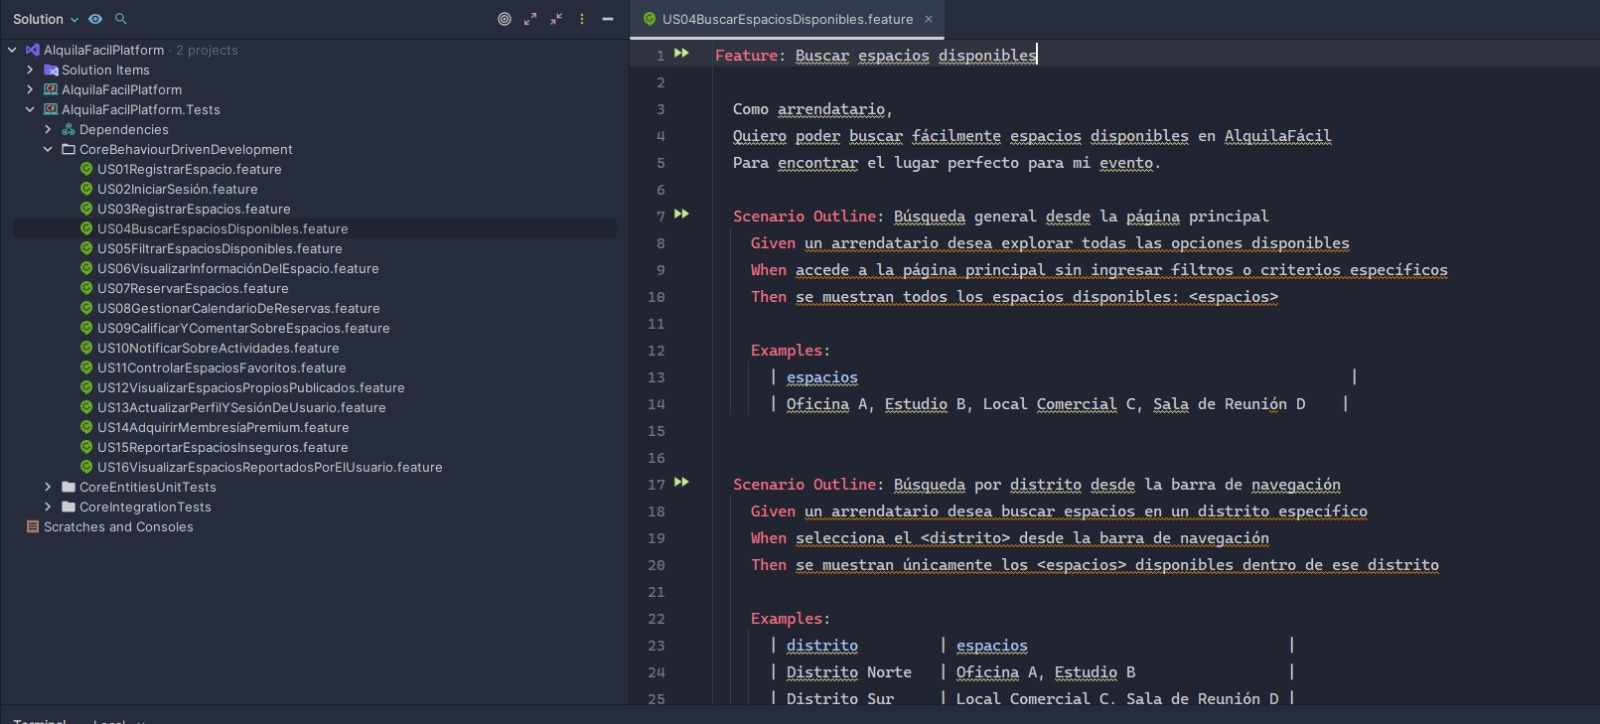 Solution
US04BuscarEspaciosDisponibles.feature
AlquilaFacilPlatform · 2 projects
Solution Items
AlquilaFacilPlatform
AlquilaFacilPlatform.Tests
Dependencies
CoreBehaviourDrivenDevelopment
US01RegistrarEspacio.feature
US02IniciarSesión.feature
US03RegistrarEspacios.feature
US04BuscarEspaciosDisponibles.feature
US05FiltrarEspaciosDisponibles.feature
US06VisualizarInformaciónDelEspacio.feature
US07ReservarEspacios.feature
US08GestionarCalendarioDeReservas.feature
US09CalificarYComentarSobreEspacios.feature
US10NotificarSobreActividades.feature
US11ControlarEspaciosFavoritos.feature
US12VisualizarEspaciosPropiosPublicados.feature
US13ActualizarPerfilYSesiónDeUsuario.feature
US14AdquirirMembresíaPremium.feature
US15ReportarEspaciosInseguros.feature
US16VisualizarEspaciosReportadosPorElUsuario.feature
CoreEntitiesUnitTests
CoreIntegrationTests
Scratches and Consoles
1 Feature: Buscar espacios disponibles
2
3 Como arrendatario,
4 Quiero poder buscar fácilmente espacios disponibles en AlquilaFácil
5 Para encontrar el lugar perfecto para mi evento.
6
7 Scenario Outline: Búsqueda general desde la página principal
8 Given un arrendatario desea explorar todas las opciones disponibles
9 When accede a la página principal sin ingresar filtros o criterios específicos
10 Then se muestran todos los espacios disponibles: <espacios>
11
12 Examples:
13 | espacios |
14 | Oficina A, Estudio B, Local Comercial C, Sala de Reunión D |
15
16
17 Scenario Outline: Búsqueda por distrito desde la barra de navegación
18 Given un arrendatario desea buscar espacios en un distrito específico
19 When selecciona el <distrito> desde la barra de navegación
20 Then se muestran únicamente los <espacios> disponibles dentro de ese distrito
21
22 Examples:
23 | distrito | espacios |
24 | Distrito Norte | Oficina A, Estudio B |
25 | Distrito Sur | Local Comercial C, Sala de Reunión D |
Terminal Local